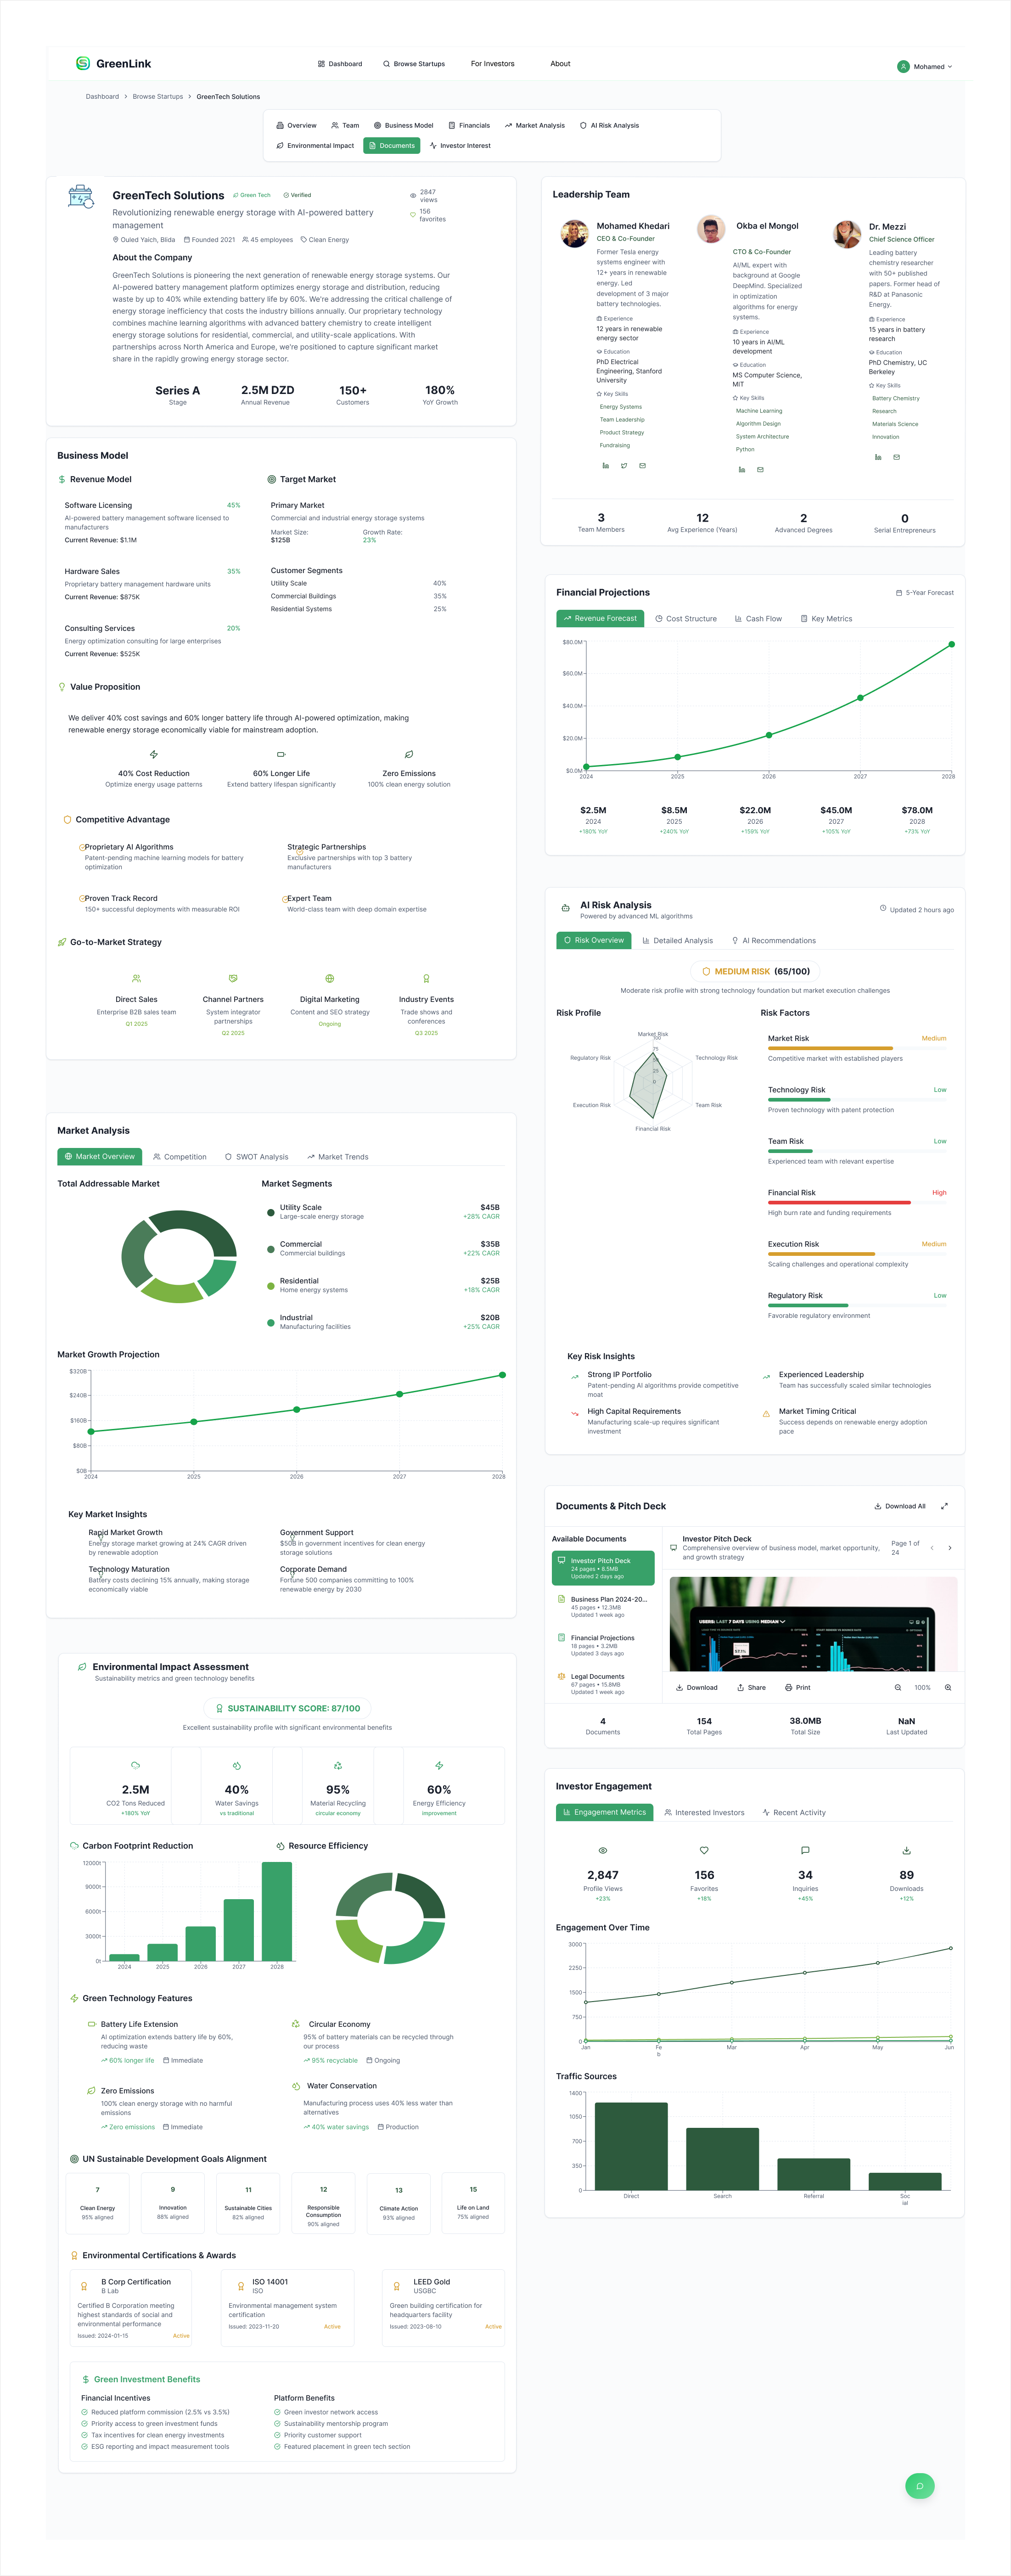 GreenLink
Dashboard
Browse Startups
For Investors
About
Mohamed
Dashboard > Browse Startups > GreenTech Solutions
Overview
Team
Business Model
Financials
Market Analysis
AI Risk Analysis
Environmental Impact
Documents
Investor Interest
GreenTech Solutions
Green Tech
Verified
2847
views
156
favorites
Revolutionizing renewable energy storage with AI-powered battery
management
Ouled Yaich, Blida
Founded 2021
45 employees
Clean Energy
About the Company
GreenTech Solutions is pioneering the next generation of renewable energy storage systems. Our
AI-powered battery management platform optimizes energy storage and distribution, reducing
waste by up to 40% while extending battery life by 60%. We're addressing the critical challenge of
energy storage inefficiency that costs the industry billions annually. Our proprietary technology
combines machine learning algorithms with advanced battery chemistry to create intelligent
energy storage solutions for residential, commercial, and utility-scale applications. With
partnerships across North America and Europe, we're positioned to capture significant market
share in the rapidly growing energy storage sector.
Series A
Stage
2.5M DZD
Annual Revenue
150+
Customers
180%
YoY Growth
Business Model
Revenue Model
Software Licensing 45%
AI-powered battery management software licensed to
manufacturers
Current Revenue: $1.1M
Hardware Sales 35%
Proprietary battery management hardware units
Current Revenue: $875K
Consulting Services 20%
Energy optimization consulting for large enterprises
Current Revenue: $525K
Target Market
Primary Market
Commercial and industrial energy storage systems
Market Size:
$125B
Growth Rate:
23%
Customer Segments
Utility Scale 40%
Commercial Buildings 35%
Residential Systems 25%
Value Proposition
We deliver 40% cost savings and 60% longer battery life through AI-powered optimization, making
renewable energy storage economically viable for mainstream adoption.
40% Cost Reduction
Optimize energy usage patterns
60% Longer Life
Extend battery lifespan significantly
Zero Emissions
100% clean energy solution
Competitive Advantage
Proprietary AI Algorithms
Patent-pending machine learning models for battery
optimization
Strategic Partnerships
Exclusive partnerships with top 3 battery
manufacturers
Proven Track Record
150+ successful deployments with measurable ROI
Expert Team
World-class team with deep domain expertise
Go-to-Market Strategy
Direct Sales
Enterprise B2B sales team
Q1 2025
Channel Partners
System integrator
partnerships
Q2 2025
Digital Marketing
Content and SEO strategy
Ongoing
Industry Events
Trade shows and
conferences
Q3 2025
Market Analysis
Market Overview
Competition
SWOT Analysis
Market Trends
Total Addressable Market
Market Segments
Utility Scale $45B
Large-scale energy storage +28% CAGR
Commercial $35B
Commercial buildings +22% CAGR
Residential $25B
Home energy systems +18% CAGR
Industrial $20B
Manufacturing facilities +25% CAGR
Market Growth Projection
$320B
$240B
$160B
$80B
$0B
2024 2025 2026 2027 2028
Key Market Insights
Rapid Market Growth
Energy storage market growing at 24% CAGR driven
by renewable adoption
Government Support
$50B in government incentives for clean energy
storage solutions
Technology Maturation
Battery costs declining 15% annually, making storage
economically viable
Corporate Demand
Fortune 500 companies committing to 100%
renewable energy by 2030
Environmental Impact Assessment
Sustainability metrics and green technology benefits
SUSTAINABILITY SCORE: 87/100
Excellent sustainability profile with significant environmental benefits
2.5M
CO2 Tons Reduced
+180% YoY
40%
Water Savings
vs traditional
95%
Material Recycling
circular economy
60%
Energy Efficiency
improvement
Carbon Footprint Reduction
12000t
9000t
6000t
3000t
0t
2024 2025 2026 2027 2028
Resource Efficiency
Green Technology Features
Battery Life Extension
AI optimization extends battery life by 60%,
reducing waste
60% longer life
Immediate
Circular Economy
95% of battery materials can be recycled through
our process
95% recyclable
Ongoing
Zero Emissions
100% clean energy storage with no harmful
emissions
Zero emissions
Immediate
Water Conservation
Manufacturing process uses 40% less water than
alternatives
40% water savings
Production
UN Sustainable Development Goals Alignment
7
Clean Energy
95% aligned
9
Innovation
88% aligned
11
Sustainable Cities
82% aligned
12
Responsible
Consumption
90% aligned
13
Climate Action
93% aligned
15
Life on Land
75% aligned
Environmental Certifications & Awards
B Corp Certification
B Lab
Certified B Corporation meeting
highest standards of social and
environmental performance
Issued: 2024-01-15 Active
ISO 14001
ISO
Environmental management system
certification
Issued: 2023-11-20 Active
LEED Gold
USGBC
Green building certification for
headquarters facility
Issued: 2023-08-10 Active
Green Investment Benefits
Financial Incentives
Reduced platform commission (2.5% vs 3.5%)
Priority access to green investment funds
Tax incentives for clean energy investments
ESG reporting and impact measurement tools
Platform Benefits
Green investor network access
Sustainability mentorship program
Priority customer support
Featured placement in green tech section
Leadership Team
Mohamed Khedari
CEO & Co-Founder
Former Tesla energy
systems engineer with
12+ years in renewable
energy. Led
development of 3 major
battery technologies.
Experience
12 years in renewable
energy sector
Education
PhD Electrical
Engineering, Stanford
University
Key Skills
Energy Systems
Team Leadership
Product Strategy
Fundraising
Okba el Mongol
CTO & Co-Founder
AI/ML expert with
background at Google
DeepMind. Specialized
in optimization
algorithms for energy
systems.
Experience
10 years in AI/ML
development
Education
MS Computer Science,
MIT
Key Skills
Machine Learning
Algorithm Design
System Architecture
Python
Dr. Mezzi
Chief Science Officer
Leading battery
chemistry researcher
with 50+ published
papers. Former head of
R&D at Panasonic
Energy.
Experience
15 years in battery
research
Education
PhD Chemistry, UC
Berkeley
Key Skills
Battery Chemistry
Research
Materials Science
Innovation
3
Team Members
12
Avg Experience (Years)
2
Advanced Degrees
0
Serial Entrepreneurs
Financial Projections
5-Year Forecast
Revenue Forecast
Cost Structure
Cash Flow
Key Metrics
$80.0M
$60.0M
$40.0M
$20.0M
$0.0M
2024 2025 2026 2027 2028
$2.5M
2024
+180% YoY
$8.5M
2025
+240% YoY
$22.0M
2026
+159% YoY
$45.0M
2027
+105% YoY
$78.0M
2028
+73% YoY
AI Risk Analysis
Powered by advanced ML algorithms
Updated 2 hours ago
Risk Overview
Detailed Analysis
AI Recommendations
MEDIUM RISK (65/100)
Moderate risk profile with strong technology foundation but market execution challenges
Risk Profile
Market Risk
Technology Risk
Team Risk
Financial Risk
Execution Risk
Regulatory Risk
100
75
50
25
0
Risk Factors
Market Risk Medium
Competitive market with established players
Technology Risk Low
Proven technology with patent protection
Team Risk Low
Experienced team with relevant expertise
Financial Risk High
High burn rate and funding requirements
Execution Risk Medium
Scaling challenges and operational complexity
Regulatory Risk Low
Favorable regulatory environment
Key Risk Insights
Strong IP Portfolio
Patent-pending AI algorithms provide competitive
moat
Experienced Leadership
Team has successfully scaled similar technologies
High Capital Requirements
Manufacturing scale-up requires significant
investment
Market Timing Critical
Success depends on renewable energy adoption
pace
Documents & Pitch Deck
Download All
Available Documents
Investor Pitch Deck
24 pages • 8.5MB
Updated 2 days ago
Business Plan 2024-20...
45 pages • 12.3MB
Updated 1 week ago
Financial Projections
18 pages • 3.2MB
Updated 3 days ago
Legal Documents
67 pages • 15.8MB
Updated 1 week ago
Investor Pitch Deck
Comprehensive overview of business model, market opportunity,
and growth strategy
Page 1 of
24
USERS: LAST 7 DAYS USING MEDIAN
Download
Share
Print
100%
4
Documents
154
Total Pages
38.0MB
Total Size
NaN
Last Updated
Investor Engagement
Engagement Metrics
Interested Investors
Recent Activity
2,847
Profile Views
+23%
156
Favorites
+18%
34
Inquiries
+45%
89
Downloads
+12%
Engagement Over Time
3000
2250
1500
750
0
Jan Fe
b Mar Apr May Jun
Traffic Sources
1400
1050
700
350
0
Direct Search Referral Soc
ial